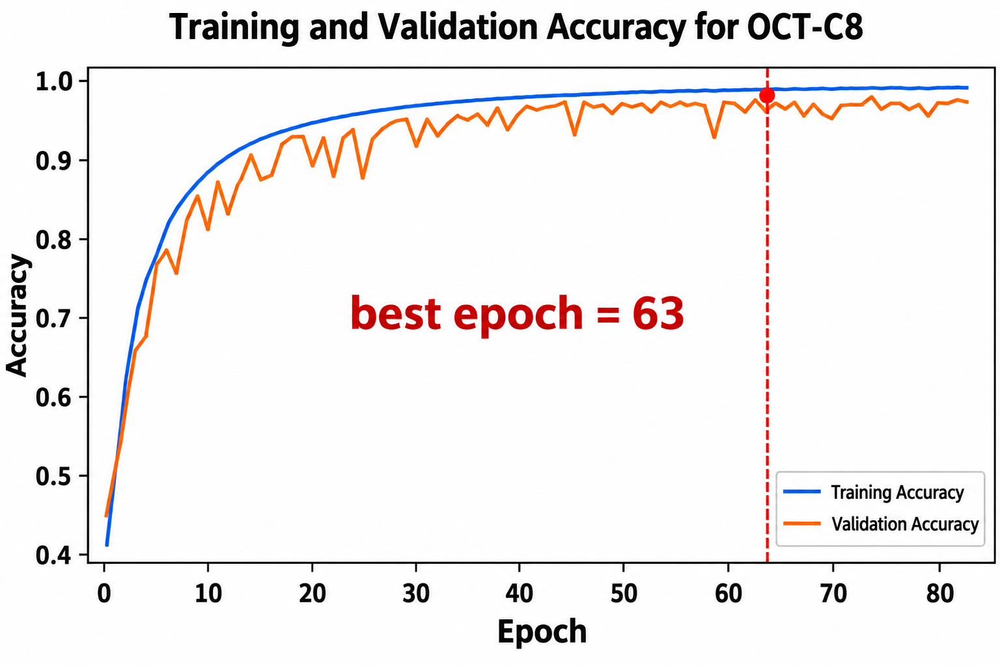 Training and Validation Accuracy for OCT-C8
1.0
0.9
0.8
0.7
0.6
0.5
0.4
Accuracy
best epoch = 63
Training Accuracy
Validation Accuracy
0 10 20 30 40 50 60 70 80
Epoch